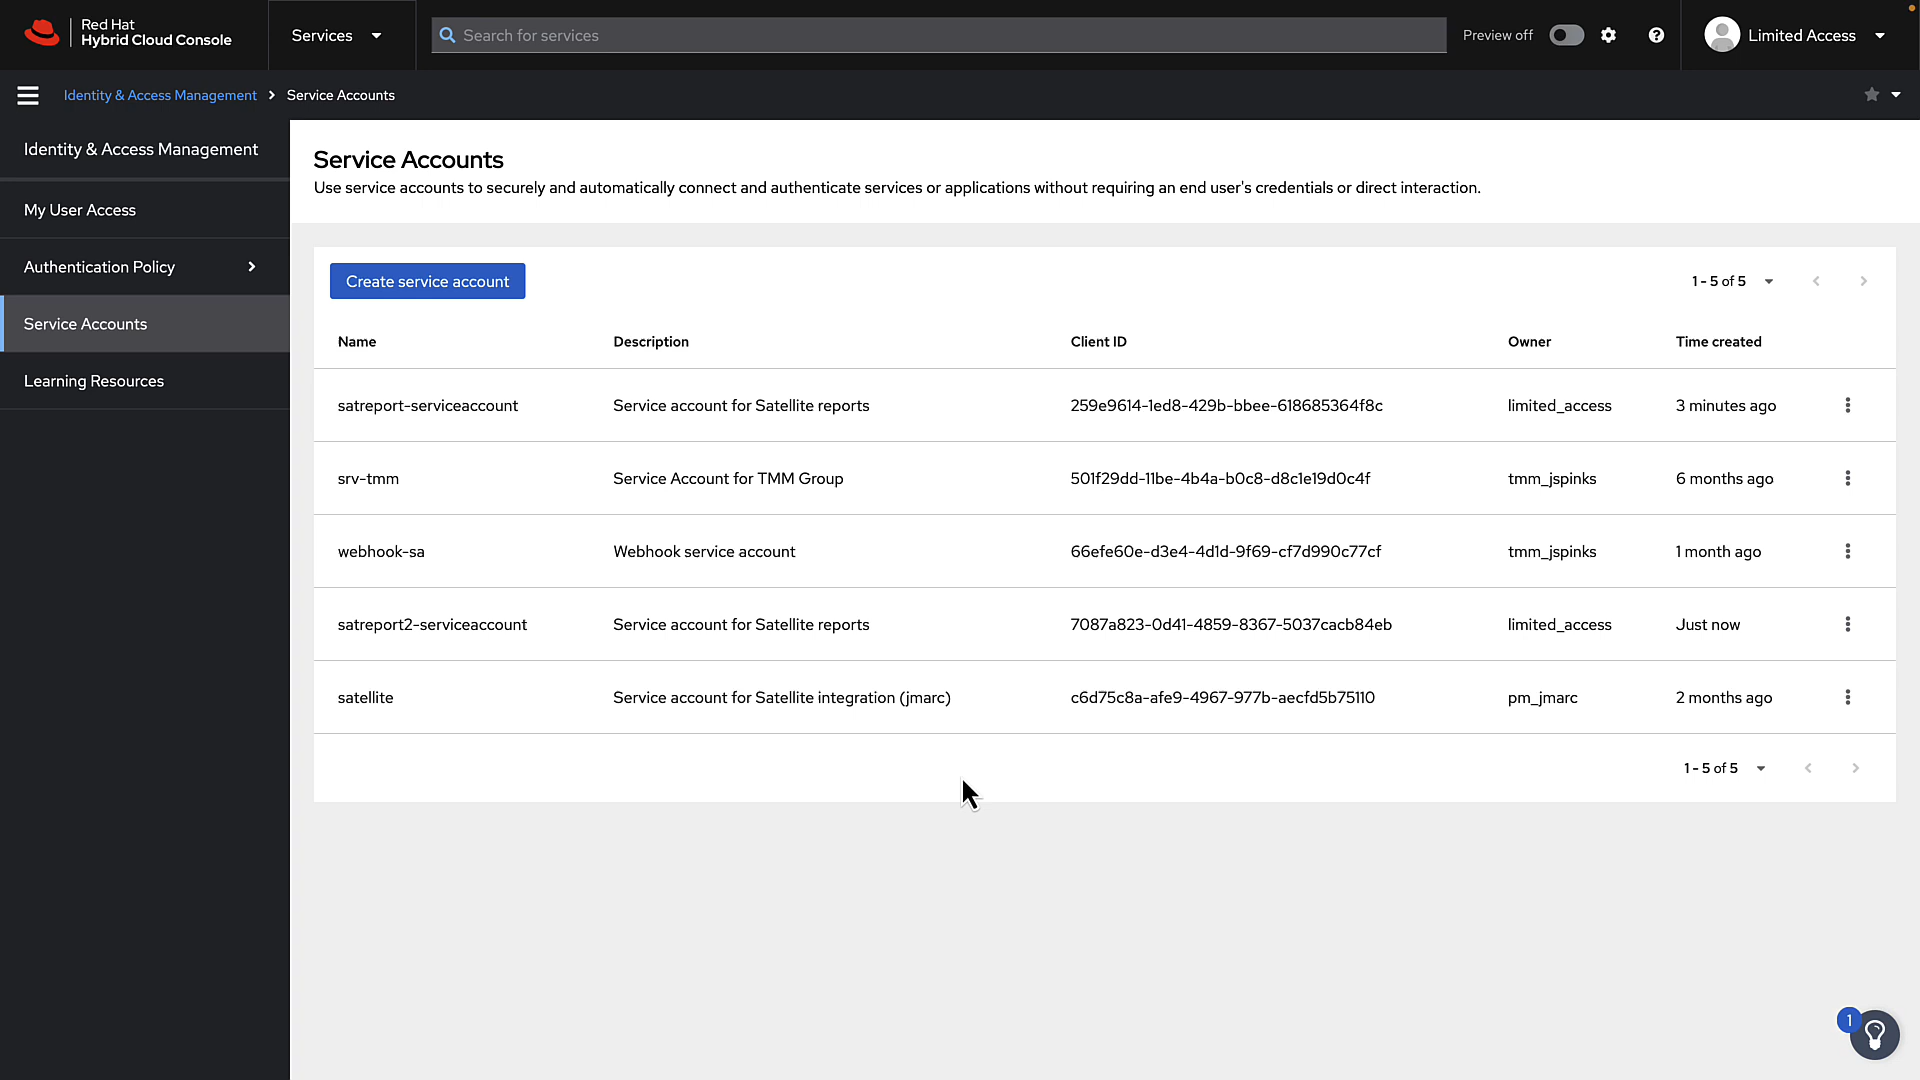 Red Hat
Hybrid Cloud Console
Services
Search for services
Preview off
Limited Access
Identity & Access Management
Service Accounts
Identity & Access Management
My User Access
Authentication Policy
Service Accounts
Learning Resources
Service Accounts
Use service accounts to securely and automatically connect and authenticate services or applications without requiring an end user's credentials or direct interaction.
Create service account
1 - 5 of 5
Name Description Client ID Owner Time created
satreport-serviceaccount Service account for Satellite reports 259e9614-1ed8-429b-bbee-618685364f8c limited_access 3 minutes ago
srv-tmm Service Account for TMM Group 501f29dd-11be-4b4a-b0c8-d8c1e19d0c4f tmm_jspinks 6 months ago
webhook-sa Webhook service account 66efe60e-d3e4-4d1d-9f69-cf7d990c77cf tmm_jspinks 1 month ago
satreport2-serviceaccount Service account for Satellite reports 7087a823-0d41-4859-8367-5037cacb84eb limited_access Just now
satellite Service account for Satellite integration (jmarc) c6d75c8a-afe9-4967-977b-aecfd5b75110 pm_jmarc 2 months ago
1 - 5 of 5
1